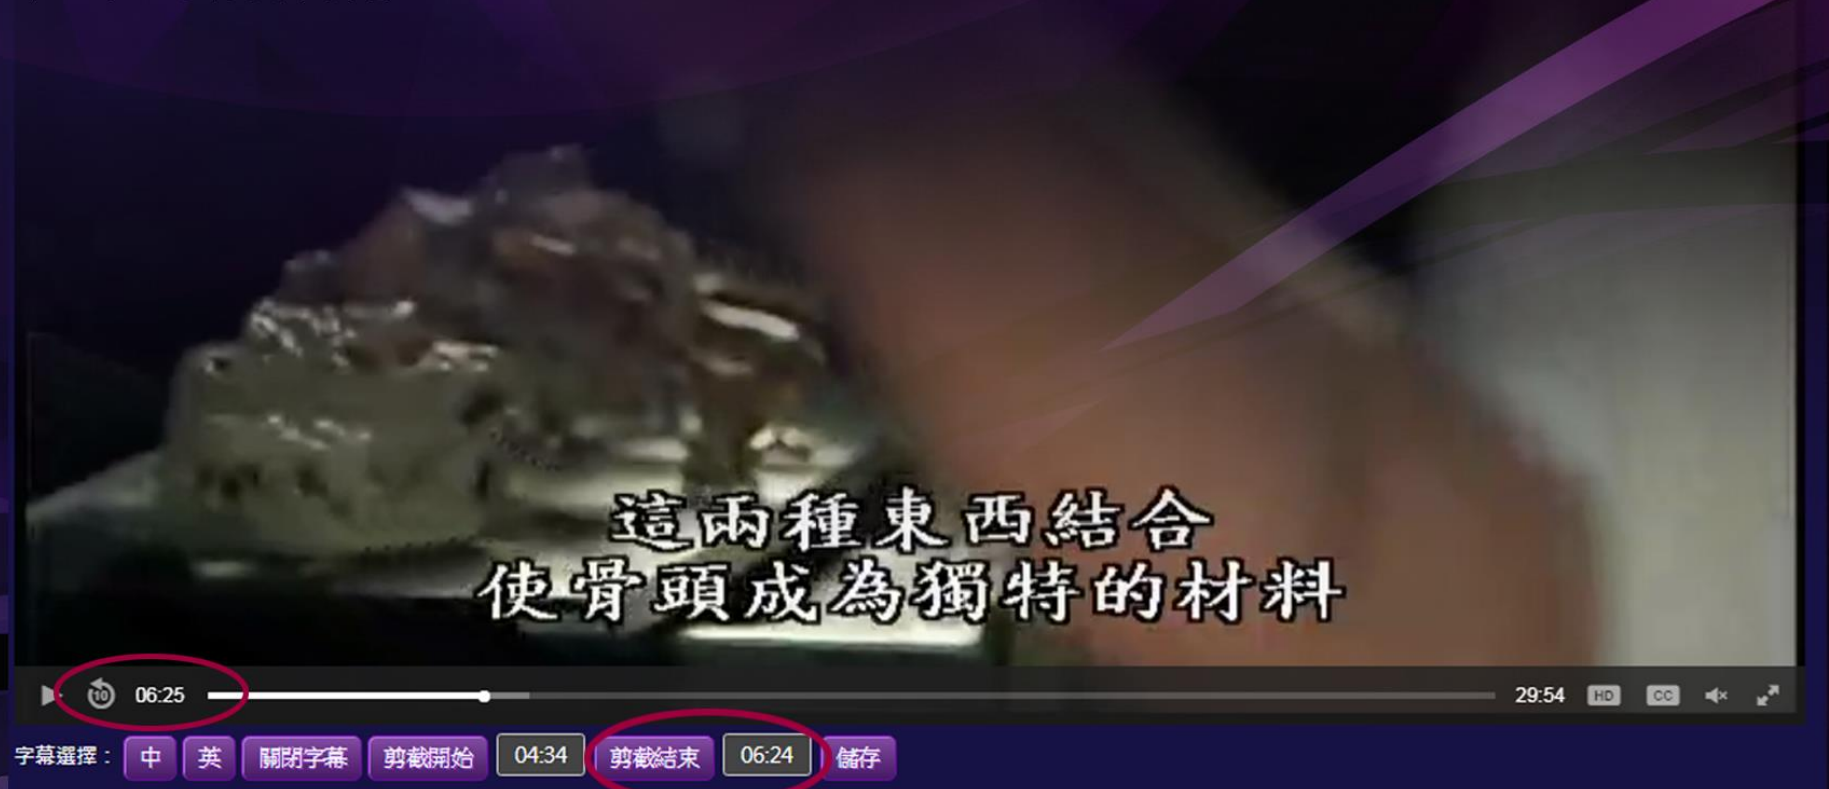 這兩種東西結合
使骨頭成為獨特的材料
10 06:25 29:54 HD CC
字幕選擇： 中 英 關閉字幕 剪截開始 04:34 剪截結束 06:24 儲存